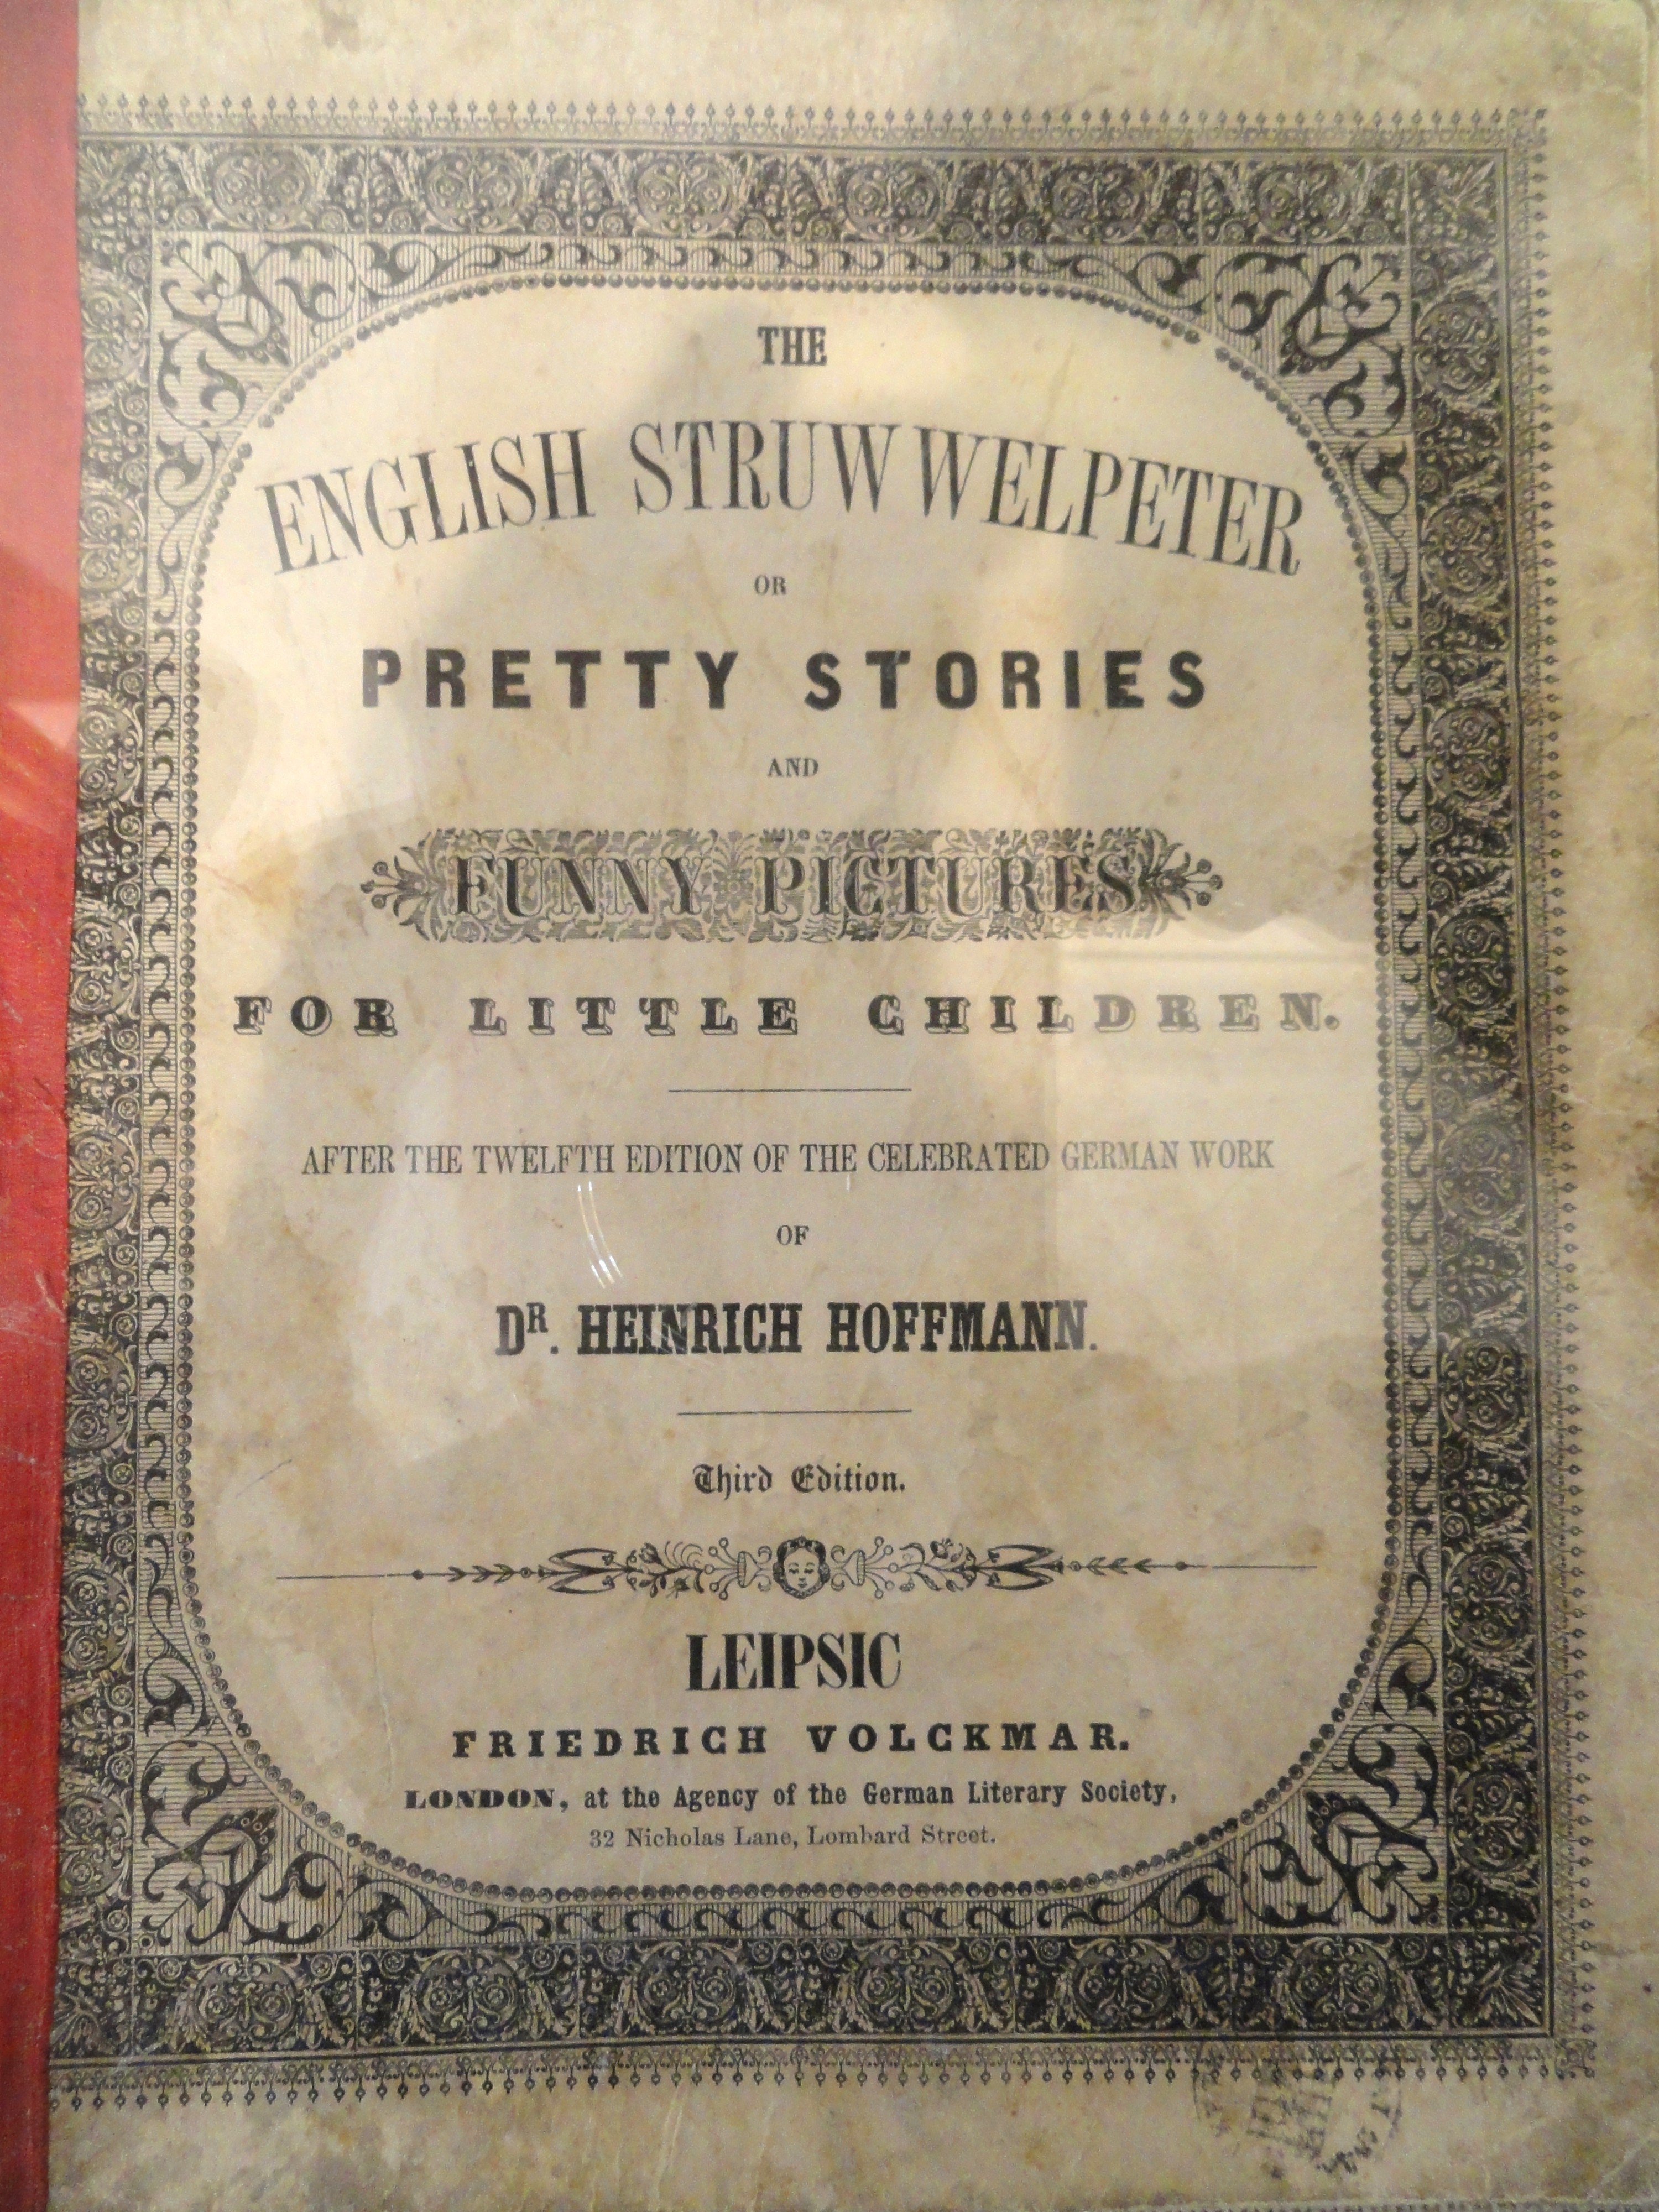 THE
ENGLISH STRUWWELPETER
OR
PRETTY STORIES
AND
FUNNY PICTURES
FOR LITTLE CHILDREN.
AFTER THE TWELFTH EDITION OF THE CELEBRATED GERMAN WORK
OF
DR. HEINRICH HOFFMANN.
Third Edition.
LEIPSIC
FRIEDRICH VOLCKMAR.
LONDON, at the Agency of the German Literary Society,
32 Nicholas Lane, Lombard Street.